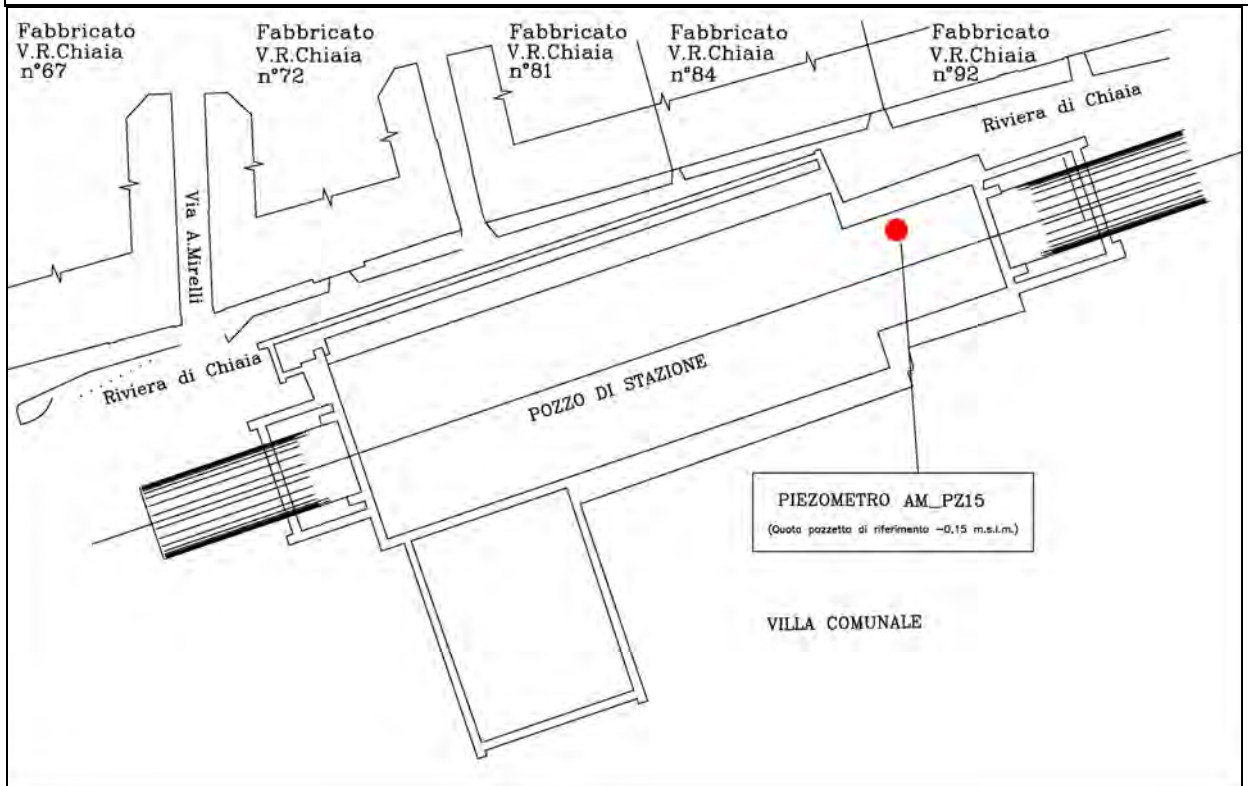 Fabbricato
V.R.Chiaia
n°67
Fabbricato
V.R.Chiaia
n°72
Fabbricato
V.R.Chiaia
n°81
Fabbricato
V.R.Chiaia
n°84
Fabbricato
V.R.Chiaia
n°92
Riviera di Chiaia
Via A.Mirelli
Riviera di Chiaia
POZZO DI STAZIONE
PIEZOMETRO AM_PZ15
(Quota pozzetto di riferimento -0.15 m.s.l.m.)
VILLA COMUNALE